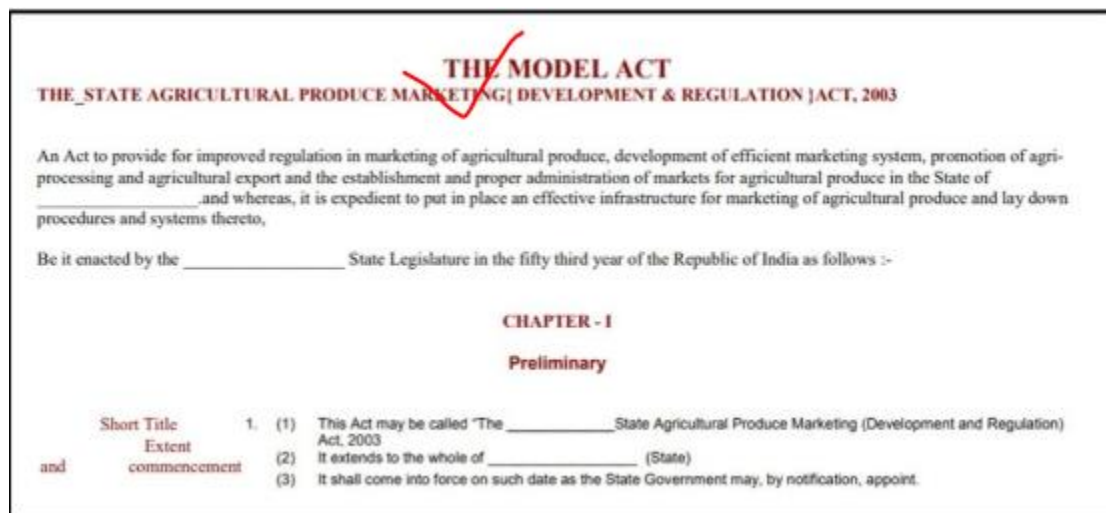 THE MODEL ACT
THE_STATE AGRICULTURAL PRODUCE MARKETING[ DEVELOPMENT & REGULATION ]ACT, 2003
An Act to provide for improved regulation in marketing of agricultural produce, development of efficient marketing system, promotion of agri-
processing and agricultural export and the establishment and proper administration of markets for agricultural produce in the State of
____________________.and whereas, it is expedient to put in place an effective infrastructure for marketing of agricultural produce and lay down
procedures and systems thereto,
Be it enacted by the ____________________ State Legislature in the fifty third year of the Republic of India as follows :-
CHAPTER - I
Preliminary
Short Title 1. (1) This Act may be called "The ______________State Agricultural Produce Marketing (Development and Regulation)
Extent Act, 2003
and commencement (2) It extends to the whole of ___________________ (State)
(3) It shall come into force on such date as the State Government may, by notification, appoint.